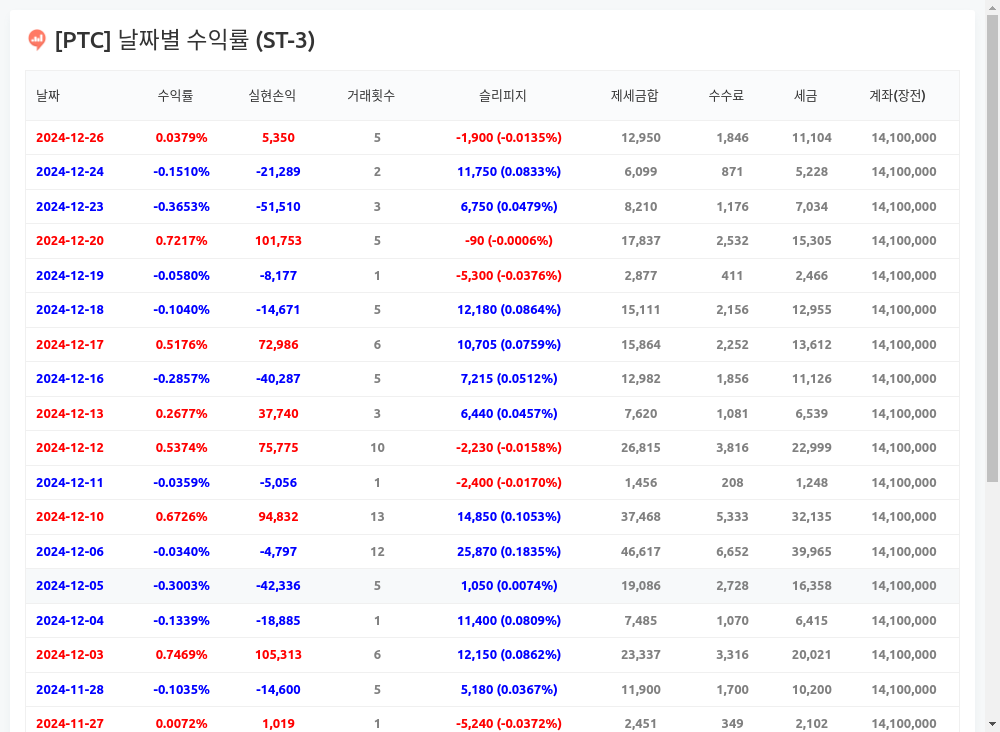 [PTC] 날짜별 수익률 (ST-3)
날짜 수익률 실현손익 거래횟수 슬리피지 제세금합 수수료 세금 계좌(장전)
2024-12-26 0.0379% 5,350 5 -1,900 (-0.0135%) 12,950 1,846 11,104 14,100,000
2024-12-24 -0.1510% -21,289 2 11,750 (0.0833%) 6,099 871 5,228 14,100,000
2024-12-23 -0.3653% -51,510 3 6,750 (0.0479%) 8,210 1,176 7,034 14,100,000
2024-12-20 0.7217% 101,753 5 -90 (-0.0006%) 17,837 2,532 15,305 14,100,000
2024-12-19 -0.0580% -8,177 1 -5,300 (-0.0376%) 2,877 411 2,466 14,100,000
2024-12-18 -0.1040% -14,671 5 12,180 (0.0864%) 15,111 2,156 12,955 14,100,000
2024-12-17 0.5176% 72,986 6 10,705 (0.0759%) 15,864 2,252 13,612 14,100,000
2024-12-16 -0.2857% -40,287 5 7,215 (0.0512%) 12,982 1,856 11,126 14,100,000
2024-12-13 0.2677% 37,740 3 6,440 (0.0457%) 7,620 1,081 6,539 14,100,000
2024-12-12 0.5374% 75,775 10 -2,230 (-0.0158%) 26,815 3,816 22,999 14,100,000
2024-12-11 -0.0359% -5,056 1 -2,400 (-0.0170%) 1,456 208 1,248 14,100,000
2024-12-10 0.6726% 94,832 13 14,850 (0.1053%) 37,468 5,333 32,135 14,100,000
2024-12-06 -0.0340% -4,797 12 25,870 (0.1835%) 46,617 6,652 39,965 14,100,000
2024-12-05 -0.3003% -42,336 5 1,050 (0.0074%) 19,086 2,728 16,358 14,100,000
2024-12-04 -0.1339% -18,885 1 11,400 (0.0809%) 7,485 1,070 6,415 14,100,000
2024-12-03 0.7469% 105,313 6 12,150 (0.0862%) 23,337 3,316 20,021 14,100,000
2024-11-28 -0.1035% -14,600 5 5,180 (0.0367%) 11,900 1,700 10,200 14,100,000
2024-11-27 0.0072% 1,019 1 -5,240 (-0.0372%) 2,451 349 2,102 14,100,000